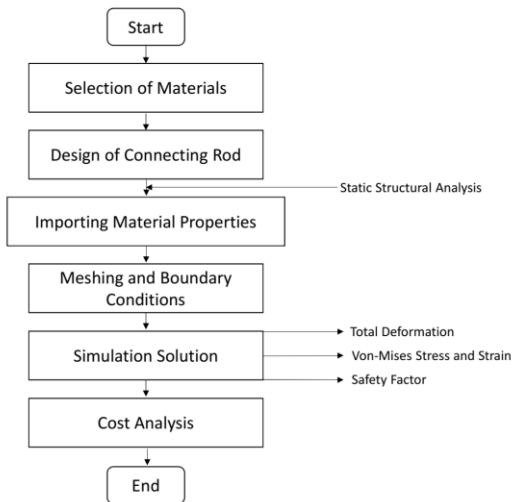 Start
Selection of Materials
Design of Connecting Rod
Static Structural Analysis
Importing Material Properties
Meshing and Boundary
Conditions
Simulation Solution
Total Deformation
Von-Mises Stress and Strain
Safety Factor
Cost Analysis
End